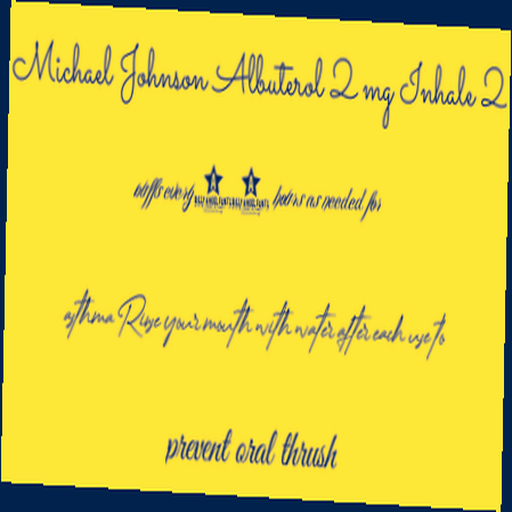 Michael Johnson Albuterol 2 mg Inhale 2
puffs every hours as needed for
asthma Rinse your mouth with water after each use to
prevent oral thrush